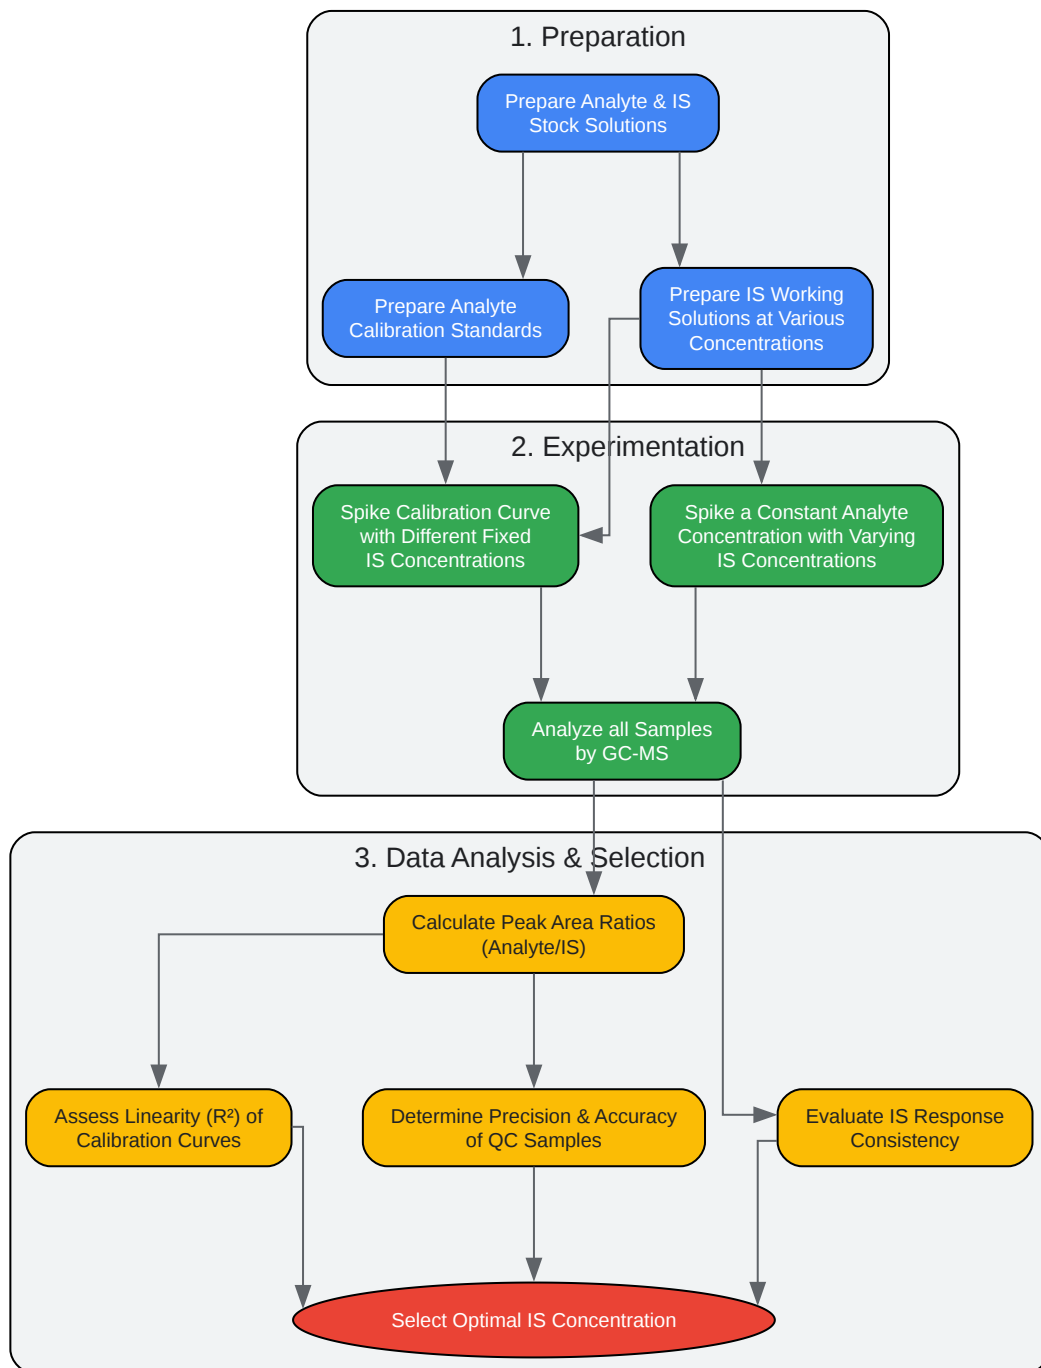 1. Preparation
Prepare Analyte & IS
Stock Solutions
Prepare Analyte
Calibration Standards
Prepare IS Working
Solutions at Various
Concentrations
2. Experimentation
Spike Calibration Curve
with Different Fixed
IS Concentrations
Spike a Constant Analyte
Concentration with Varying
IS Concentrations
Analyze all Samples
by GC-MS
3. Data Analysis & Selection
Calculate Peak Area Ratios
(Analyte/IS)
Assess Linearity (R²) of
Calibration Curves
Determine Precision & Accuracy
of QC Samples
Evaluate IS Response
Consistency
Select Optimal IS Concentration